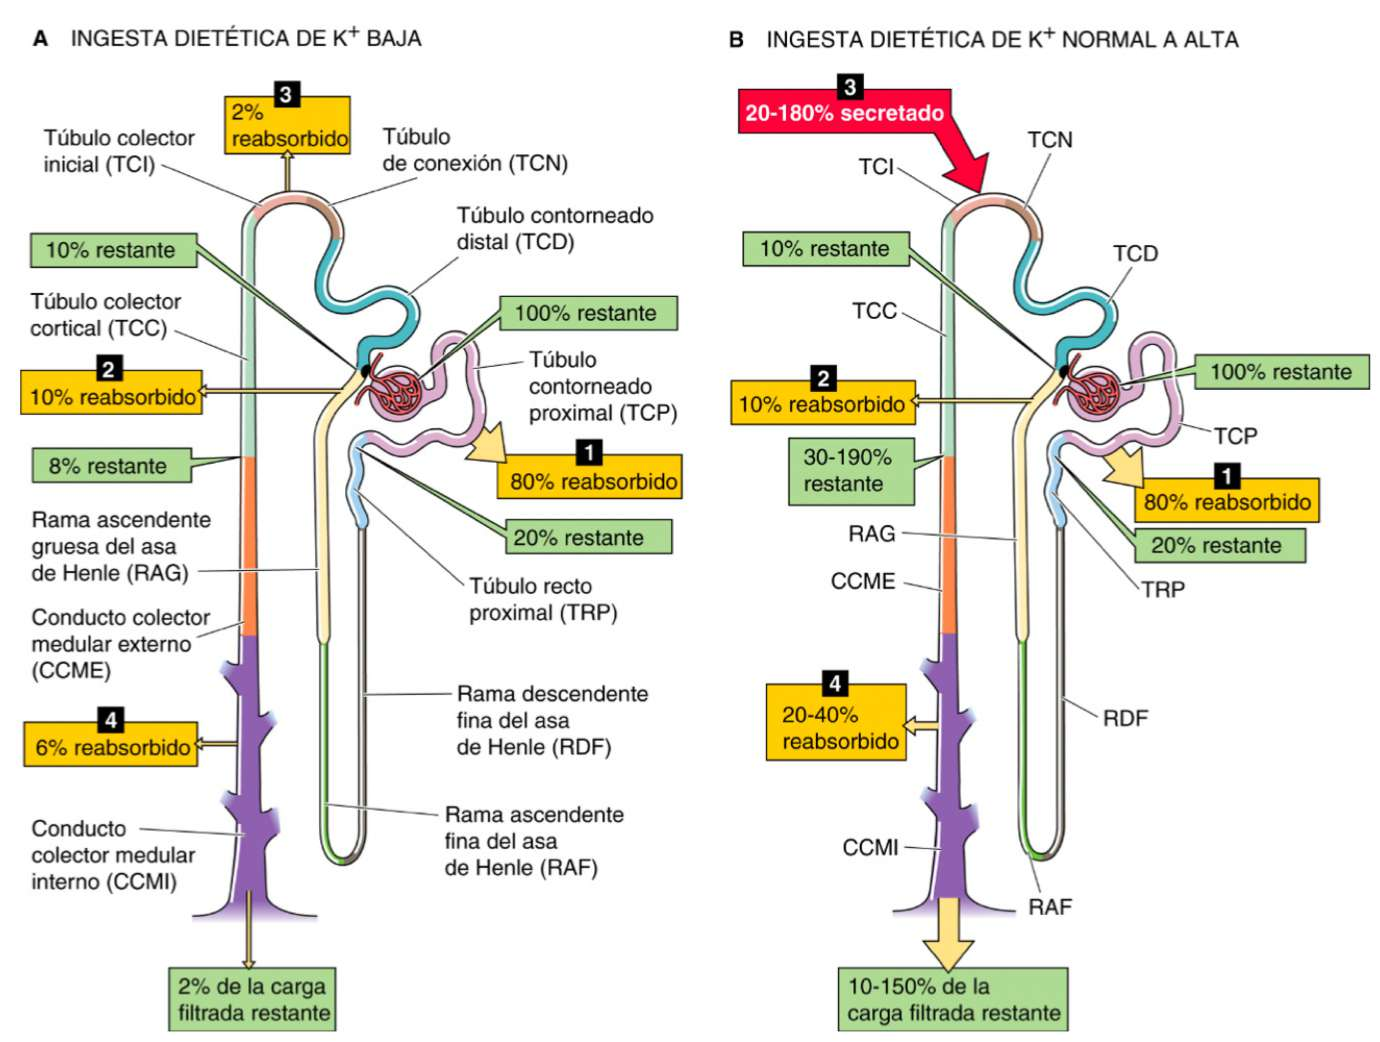 A INGESTA DIETÉTICA DE K+ BAJA
3
2%
reabsorbido
Túbulo colector
inicial (TCI)
Túbulo
de conexión (TCN)
Túbulo contorneado
distal (TCD)
10% restante
Túbulo colector
cortical (TCC)
100% restante
2
10% reabsorbido
Túbulo
contorneado
proximal (TCP)
8% restante
1
80% reabsorbido
Rama ascendente
gruesa del asa
de Henle (RAG)
20% restante
Túbulo recto
proximal (TRP)
Conducto colector
medular externo
(CCME)
Rama descendente
fina del asa
de Henle (RDF)
4
6% reabsorbido
Rama ascendente
fina del asa
de Henle (RAF)
Conducto
colector medular
interno (CCMI)
2% de la carga
filtrada restante
B INGESTA DIETÉTICA DE K+ NORMAL A ALTA
3
20-180% secretado
TCI
TCN
10% restante
TCD
TCC
100% restante
2
10% reabsorbido
TCP
30-190%
restante
1
80% reabsorbido
RAG
20% restante
CCME
TRP
4
20-40%
reabsorbido
RDF
CCMI
RAF
10-150% de la
carga filtrada restante